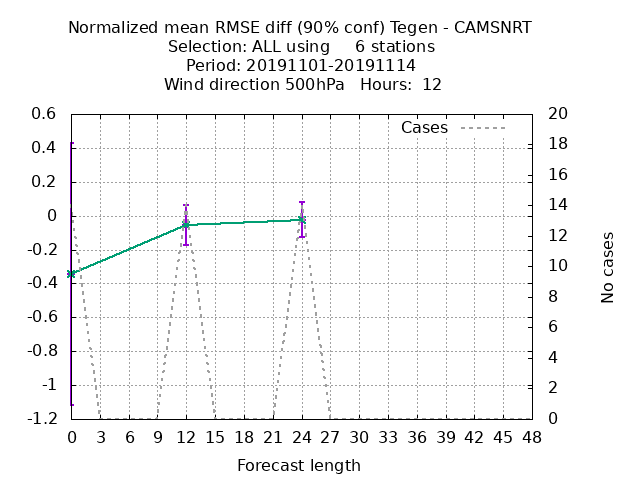 Normalized mean RMSE diff (90% conf) Tegen - CAMSNRT
Selection: ALL using     6 stations
Period: 20191101-20191114
Wind direction 500hPa   Hours:  12
Cases
0.6
0.4
0.2
0
-0.2
-0.4
-0.6
-0.8
-1
-1.2
20
18
16
14
12
10
8
6
4
2
0
No cases
0 3 6 9 12 15 18 21 24 27 30 33 36 39 42 45 48
Forecast length